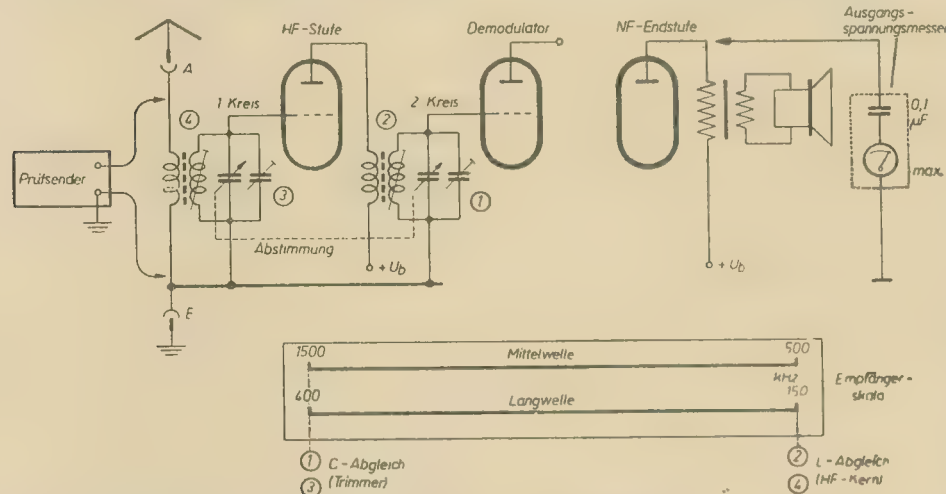 HF-Stufe
Demodulator
NF-Endstufe
Ausgangs-
spannungsmesser
A
1 Kreis
2 Kreis
④
②
0,1
µF
Prüfsender
③
①
max.
Abstimmung
+ Ub
+ Ub
E
1500
Mittelwelle
500
kHz
Empfänger-
skala
400
Langwelle
150
① C-Abgleich
③ (Trimmer)
② L-Abgleich
④ (HF-Kern)